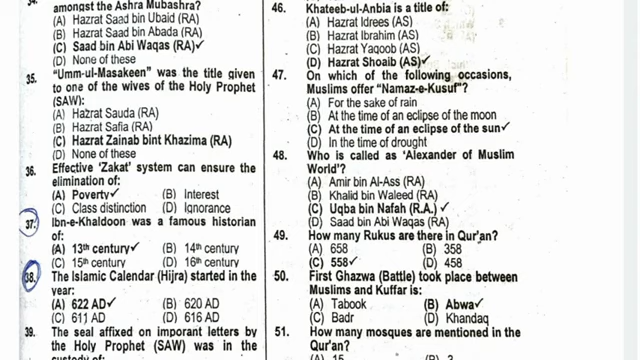 34. amongst the Ashra Mubashra?
(A) Hazrat Saad bin Ubaid (RA)
(B) Hazrat Saad bin Abada (RA)
(C) Saad bin Abi Waqas (RA)✓
(D) None of these
35. "Umm-ul-Masakeen" was the title given
to one of the wives of the Holy Prophet
(SAW):
(A) Hazrat Sauda (RA)
(B) Hazrat Safia (RA)
(C) Hazrat Zainab bint Khazima (RA)
(D) None of these
36. Effective 'Zakat' system can ensure the
elimination of:
(A) Poverty✓ (B) Interest
(C) Class distinction (D) Ignorance
37. Ibn-e-Khaldoon was a famous historian
of:
(A) 13th century✓ (B) 14th century
(C) 15th century (D) 16th century
38. The Islamic Calendar (Hijra) started in the
year:
(A) 622 AD✓ (B) 620 AD
(C) 611 AD (D) 616 AD
39. The seal affixed on imporant letters by
the Holy Prophet (SAW) was in the
custody of:
46. Khateeb-ul-Anbia is a title of:
(A) Hazrat Idrees (AS)
(B) Hazrat Ibrahim (AS)
(C) Hazrat Yaqoob (AS)
(D) Hazrat Shoaib (AS)✓
47. On which of the following occasions,
Muslims offer "Namaz-e-Kusuf"?
(A) For the sake of rain
(B) At the time of an eclipse of the moon
(C) At the time of an eclipse of the sun✓
(D) In the time of drought
48. Who is called as 'Alexander of Muslim
World'?
(A) Amir bin Al-Ass (RA)
(B) Khalid bin Waleed (RA)
(C) Uqba bin Nafah (R.A.)✓
(D) Saad bin Abi Waqas (RA)
49. How many Rukus are there in Qur'an?
(A) 658 (B) 358
(C) 558✓ (D) 458
50. First Ghazwa (Battle) took place between
Muslims and Kuffar is:
(A) Tabook (B) Abwa✓
(C) Badr (D) Khandaq
51. How many mosques are mentioned in the
Qur'an?
(A) 15 (B)